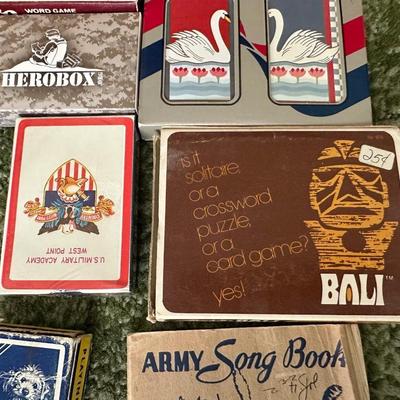 WORD GAME
HEROBOX
U.S. MILITARY ACADEMY
WEST POINT
25¢
is it
solitaire
or a
crossword
puzzle,
or a
card game?
yes!
BALI™
ARMY Song Book